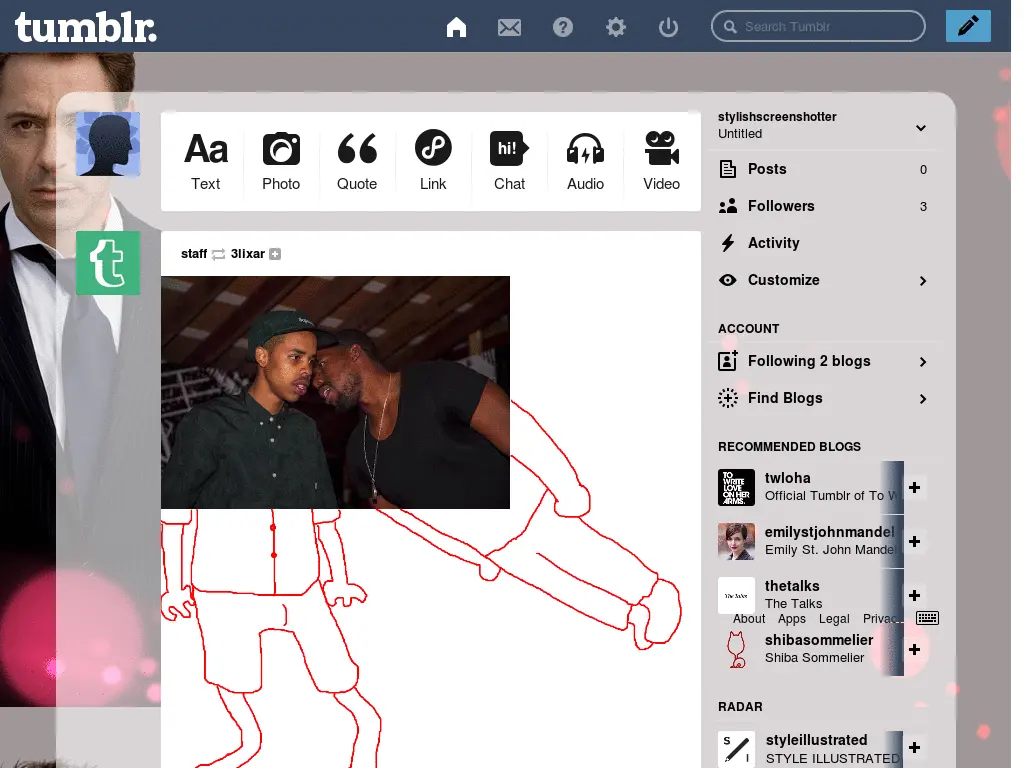 tumblr.
Search Tumblr
Aa
hi!
Text
Photo
Quote
Link
Chat
Audio
Video
staff
3lixar
stylishscreenshotter
Untitled
Posts
0
Followers
3
Activity
Customize
ACCOUNT
Following 2 blogs
Find Blogs
RECOMMENDED BLOGS
TO
WRITE
LOVE
ON HER
ARMS.
twloha
Official Tumblr of To W
emilystjohnmandel
Emily St. John Mandel
The Talks
thetalks
The Talks
About
Apps
Legal
Privac
shibasommelier
Shiba Sommelier
RADAR
S
I
styleillustrated
STYLE ILLUSTRATED